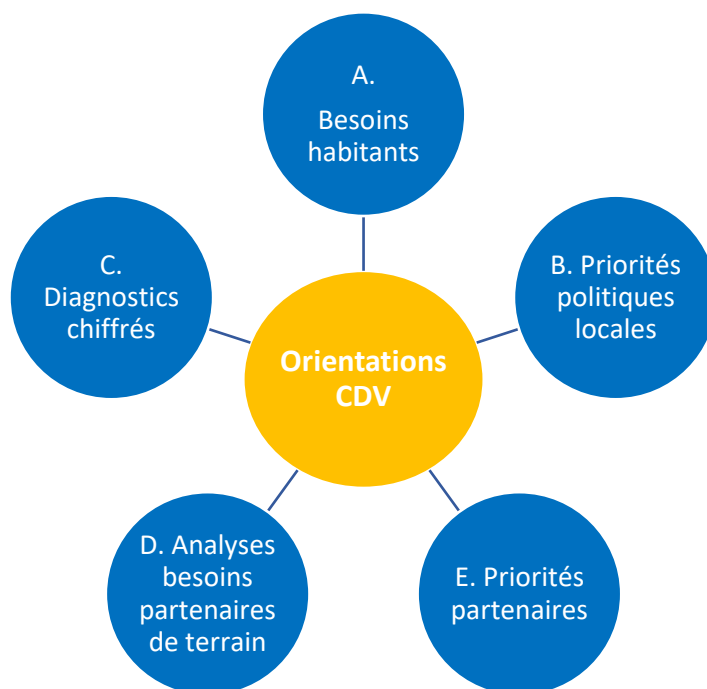 A.
Besoins
habitants
B. Priorités
politiques
locales
C.
Diagnostics
chiffrés
Orientations
CDV
D. Analyses
besoins
partenaires
de terrain
E. Priorités
partenaires